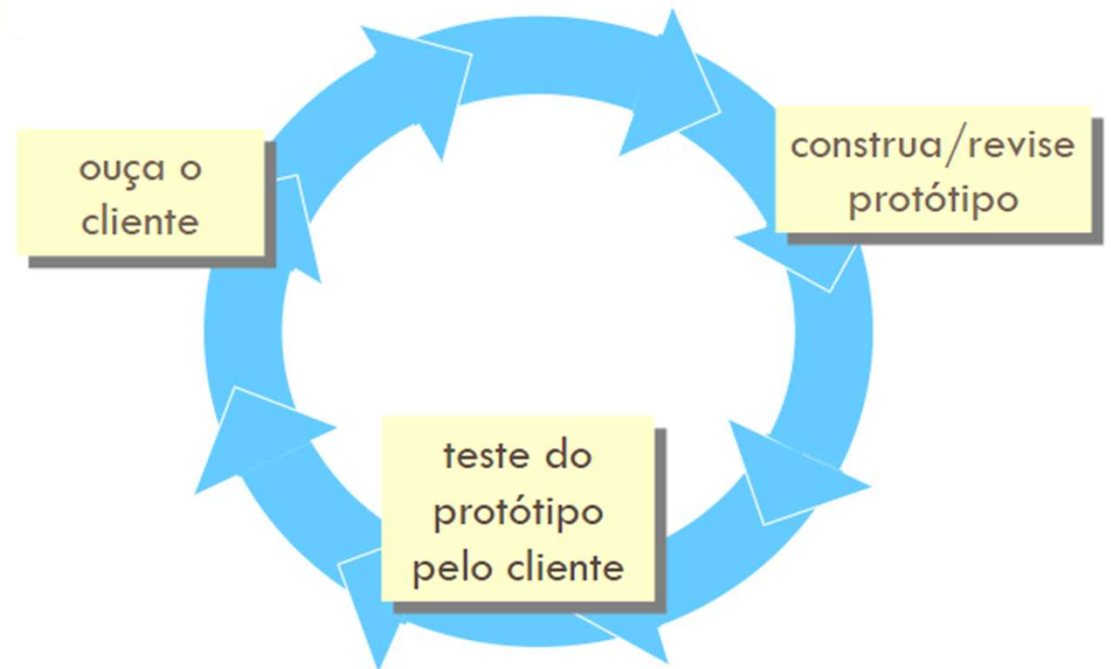 ouça o
cliente
construa/revise
protótipo
teste do
protótipo
pelo cliente